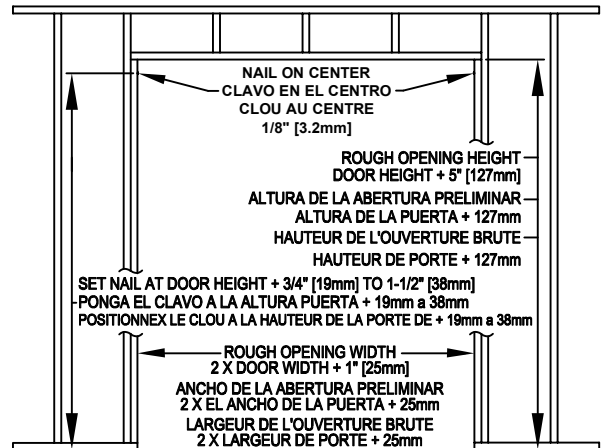 NAIL ON CENTER
CLAVO EN EL CENTRO
CLOU AU CENTRE
1/8" [3.2mm]
ROUGH OPENING HEIGHT
DOOR HEIGHT + 5" [127mm]
ALTURA DE LA ABERTURA PRELIMINAR
ALTURA DE LA PUERTA + 127mm
HAUTEUR DE L'OUVERTURE BRUTE
HAUTEUR DE PORTE + 127mm
SET NAIL AT DOOR HEIGHT + 3/4" [19mm] TO 1-1/2" [38mm]
PONGA EL CLAVO A LA ALTURA PUERTA + 19mm a 38mm
POSITIONNEX LE CLOU A LA HAUTEUR DE LA PORTE DE + 19mm a 38mm
ROUGH OPENING WIDTH
2 X DOOR WIDTH + 1" [25mm]
ANCHO DE LA ABERTURA PRELIMINAR
2 X EL ANCHO DE LA PUERTA + 25mm
LARGEUR DE L'OUVERTURE BRUTE
2 X LARGEUR DE PORTE + 25mm